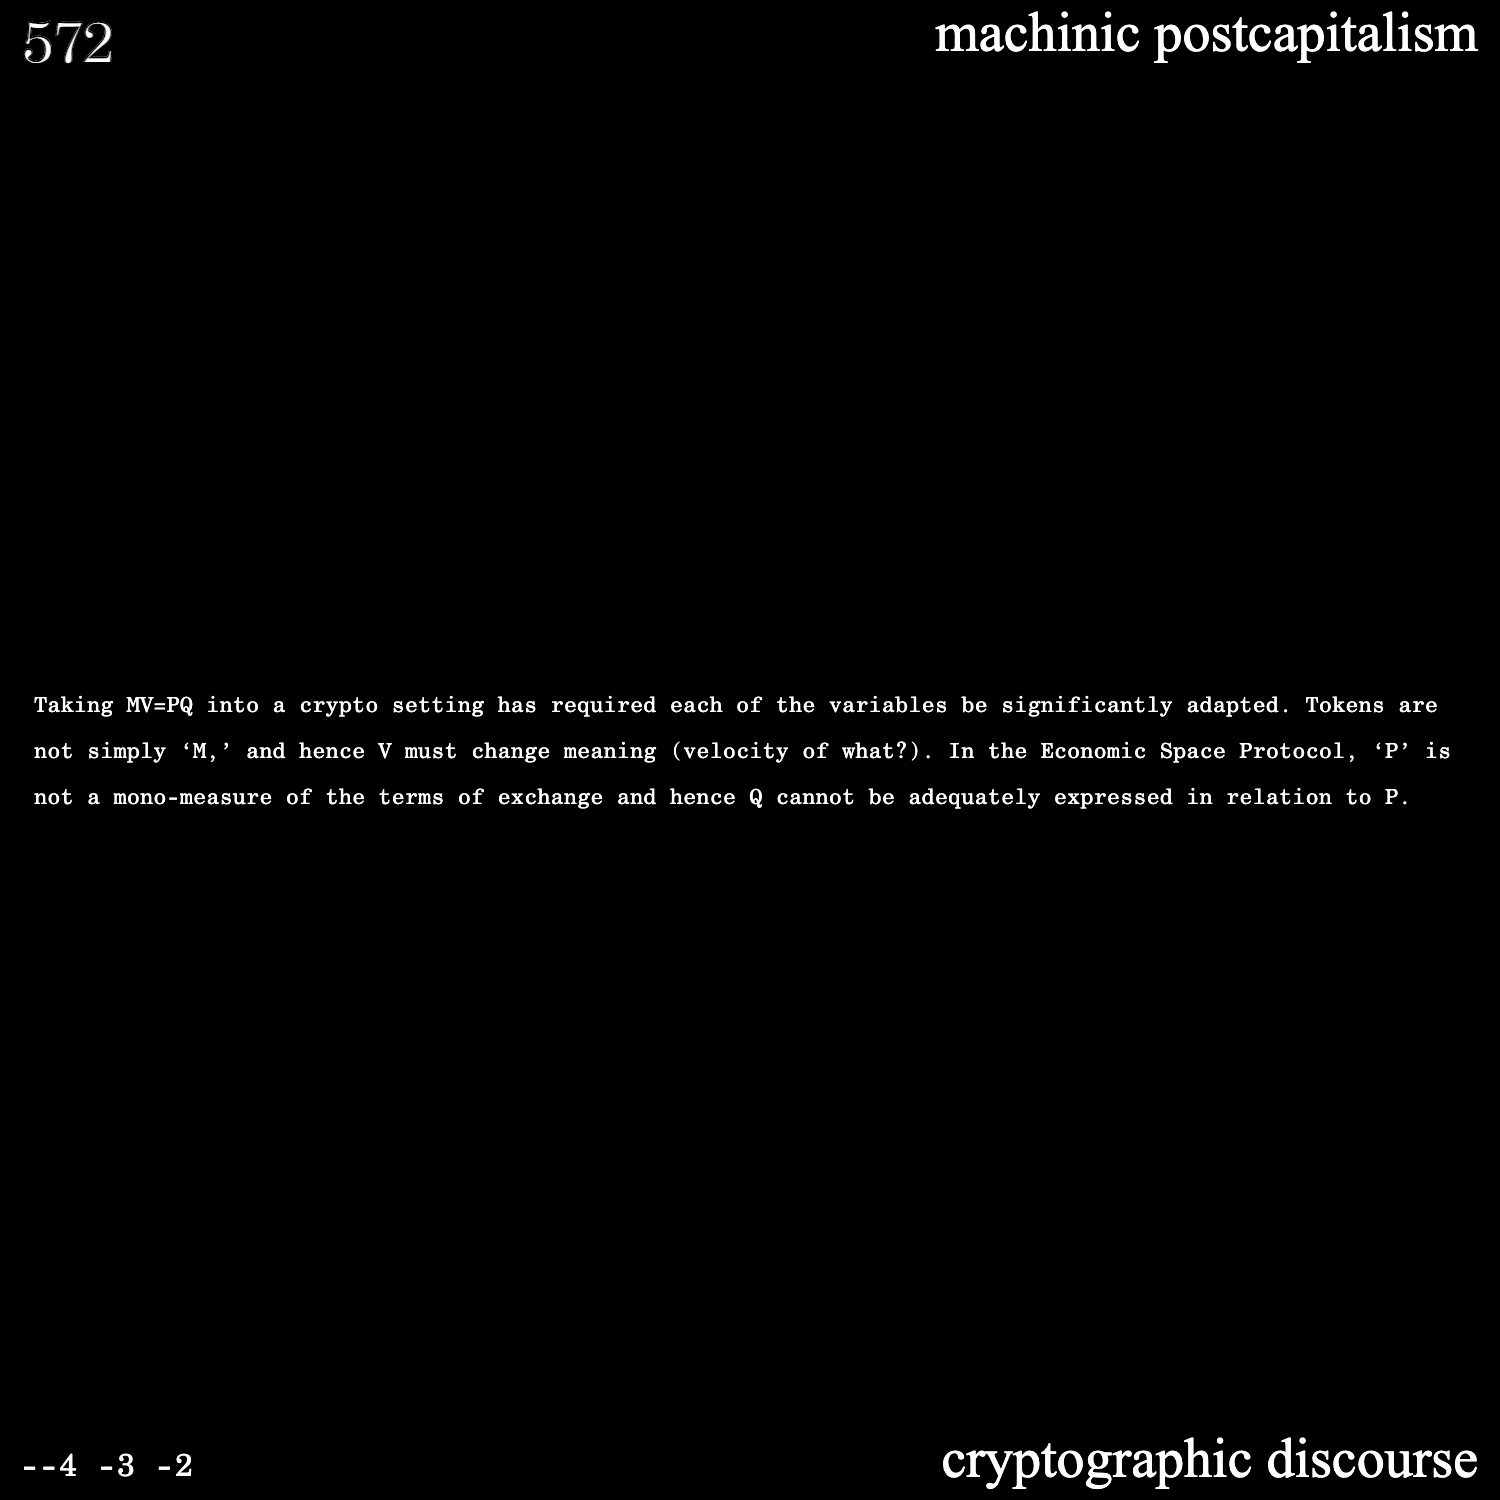 572
machinic postcapitalism
Taking MV=PQ into a crypto setting has required each of the variables be significantly adapted. Tokens are
not simply ‘M,’ and hence V must change meaning (velocity of what?). In the Economic Space Protocol, ‘P’ is
not a mono-measure of the terms of exchange and hence Q cannot be adequately expressed in relation to P.
--4 -3 -2
cryptographic discourse